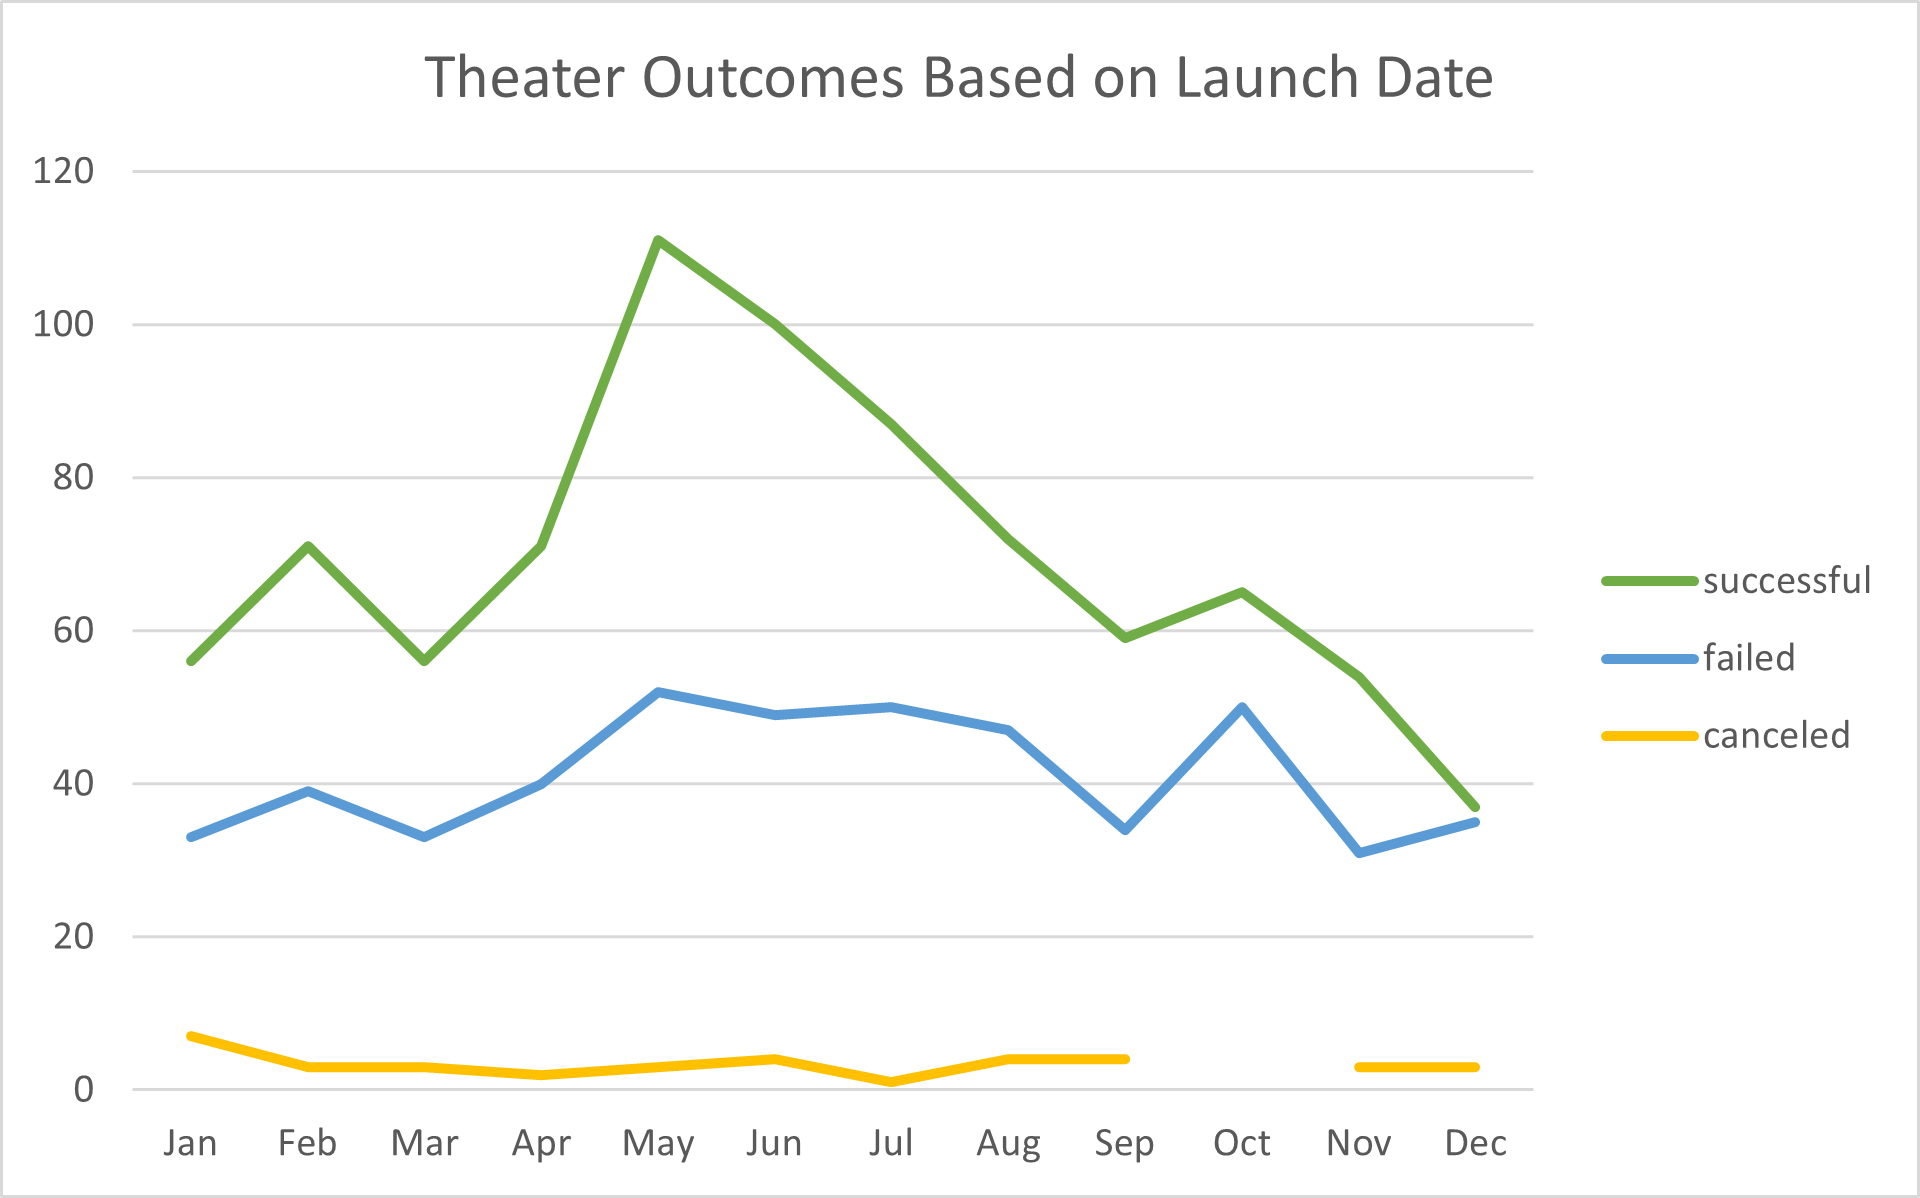 Theater Outcomes Based on Launch Date
120
100
80
60
40
20
0
Jan Feb Mar Apr May Jun Jul Aug Sep Oct Nov Dec
successful
failed
canceled